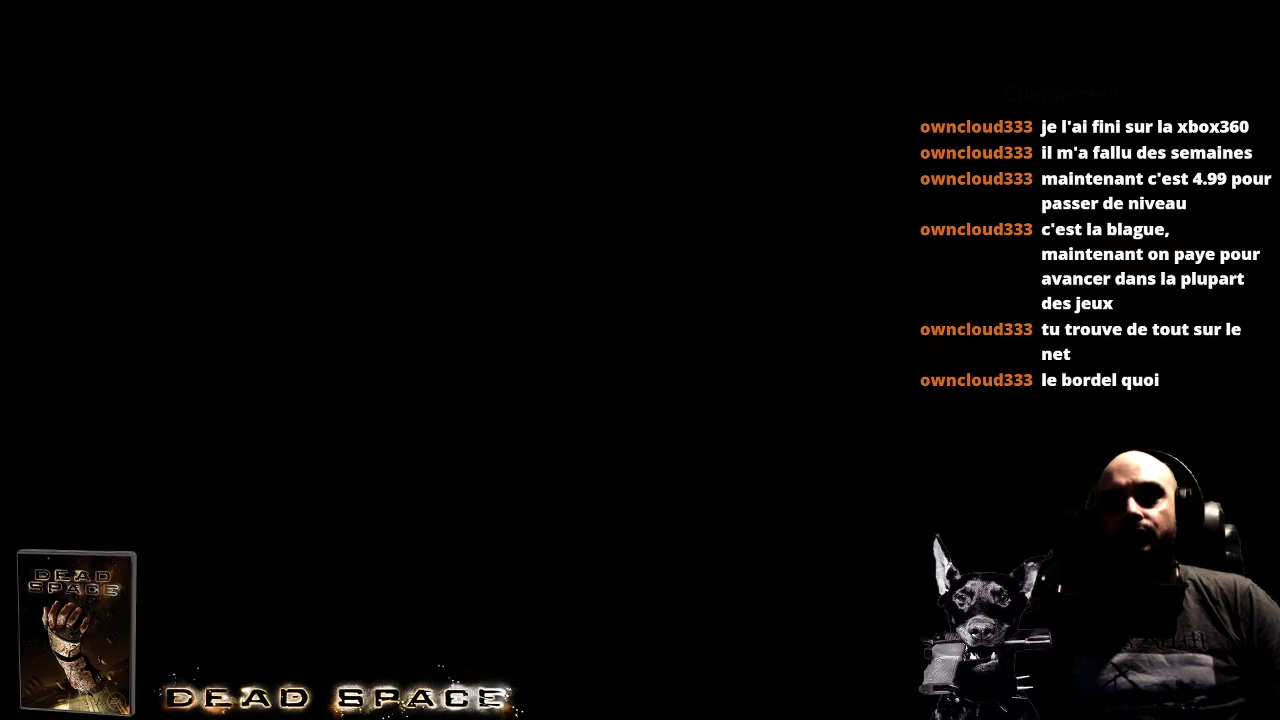 Chargement...
owncloud333 je l'ai fini sur la xbox360
owncloud333 il m'a fallu des semaines
owncloud333 maintenant c'est 4.99 pour
passer de niveau
owncloud333 c'est la blague,
maintenant on paye pour
avancer dans la plupart
des jeux
owncloud333 tu trouve de tout sur le
net
owncloud333 le bordel quoi
DEAD
SPACE
DEAD SPACE